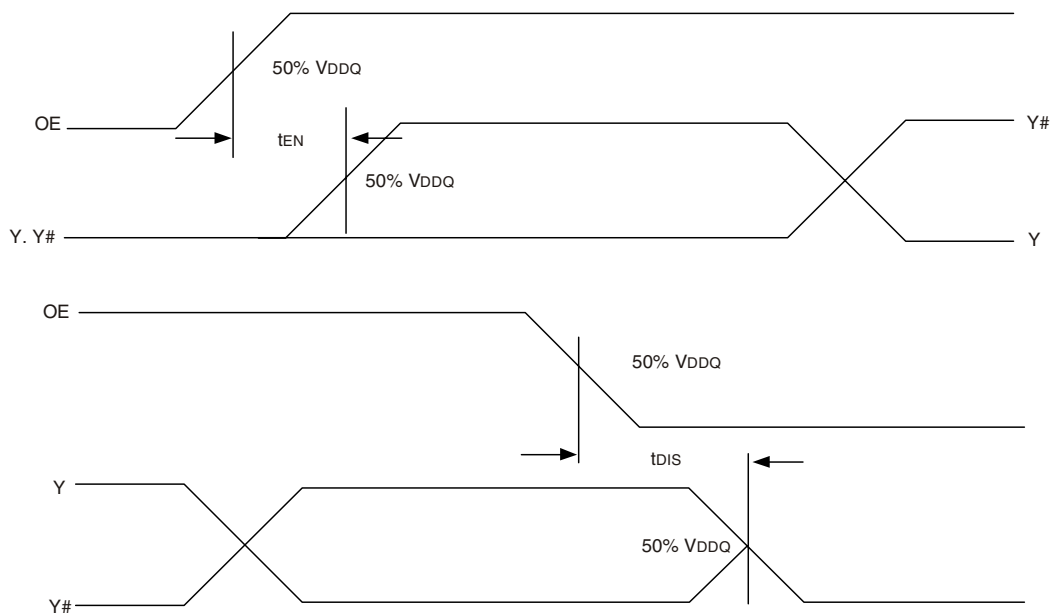 50% VDDQ
OE
tEN
Y#
50% VDDQ
Y. Y#
Y
OE
50% VDDQ
tDIS
Y
50% VDDQ
Y#